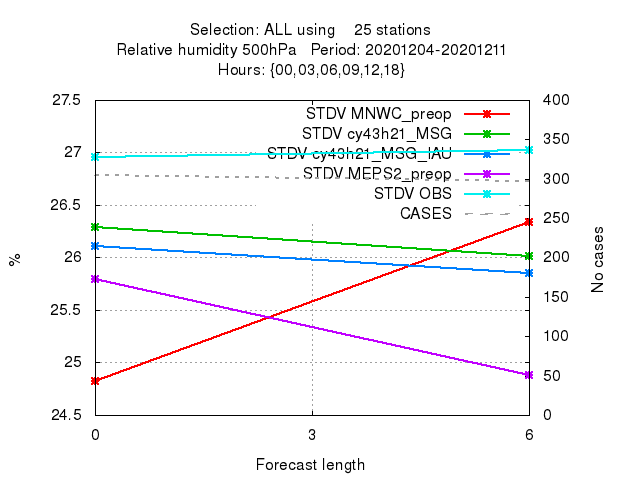 Selection: ALL using    25 stations
Relative humidity 500hPa   Period: 20201204-20201211
Hours: {00,03,06,09,12,18}
27.5
27
26.5
26
25.5
25
24.5
400
350
300
250
200
150
100
50
0
STDV MNWC_preop
STDV cy43h21_MSG
STDV cy43h21_MSG_IAU
STDV MEPS2_preop
STDV OBS
CASES
%
No cases
0
3
6
Forecast length